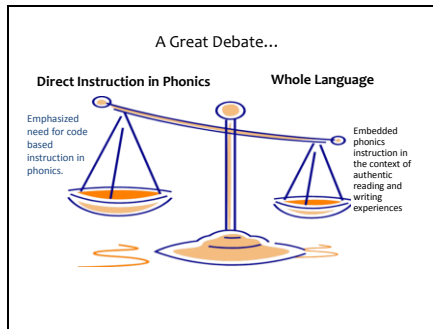 A Great Debate…
Direct Instruction in Phonics
Whole Language
Emphasized
need for code
based
instruction in
phonics.
Embedded
phonics
instruction in
the context of
authentic
reading and
writing
experiences